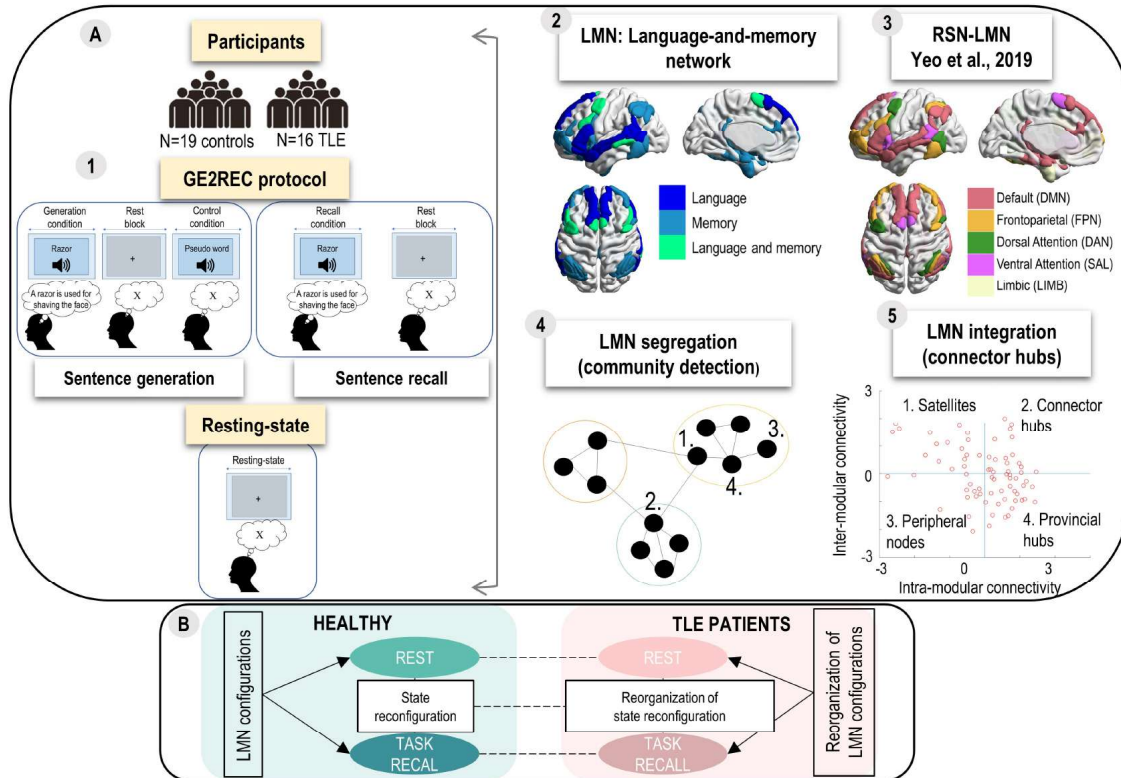 A
Participants
N=19 controls
N=16 TLE
1
GE2REC protocol
Generation
condition
Rest
block
Control
condition
Razor
+
Pseudo word
A razor is used for
shaving the face
X
X
Recall
condition
Rest
block
Razor
+
A razor is used for
shaving the face
X
Sentence generation
Sentence recall
Resting-state
Resting-state
+
X
2
LMN: Language-and-memory
network
Language
Memory
Language and memory
3
RSN-LMN
Yeo et al., 2019
Default (DMN)
Frontoparietal (FPN)
Dorsal Attention (DAN)
Ventral Attention (SAL)
Limbic (LIMB)
4
LMN segregation
(community detection)
1.
3.
4.
2.
5
LMN integration
(connector hubs)
3
0
-3
Inter-modular connectivity
1. Satellites
2. Connector
hubs
3. Peripheral
nodes
4. Provincial
hubs
-3
0
3
Intra-modular connectivity
B
LMN configurations
HEALTHY
REST
State
reconfiguration
TASK
RECAL
TLE PATIENTS
REST
Reorganization of
state reconfiguration
TASK
RECALL
Reorganization of
LMN configurations